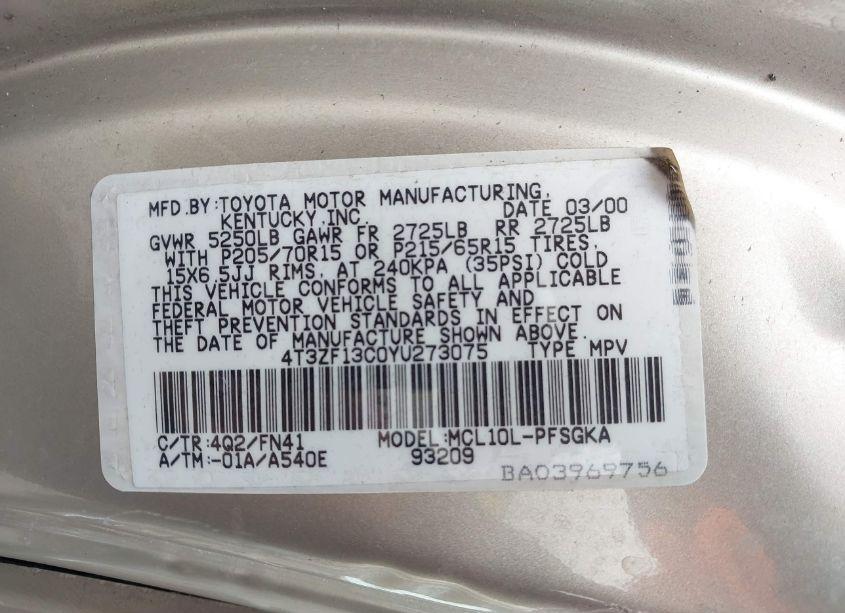 MFD.BY:TOYOTA MOTOR MANUFACTURING,
KENTUCKY,INC. DATE 03/00
GVWR 5250LB GAWR FR 2725LB RR 2725LB
WITH P205/70R15 OR P215/65R15 TIRES,
15X6.5JJ RIMS, AT 240KPA (35PSI) COLD
THIS VEHICLE CONFORMS TO ALL APPLICABLE
FEDERAL MOTOR VEHICLE SAFETY AND
THEFT PREVENTION STANDARDS IN EFFECT ON
THE DATE OF MANUFACTURE SHOWN ABOVE.
4T3ZF13C0YU273075 TYPE MPV
C/TR:4Q2/FN41 MODEL:MCL10L-PFSGKA
A/TM:-01A/A540E 93209
BA03969756